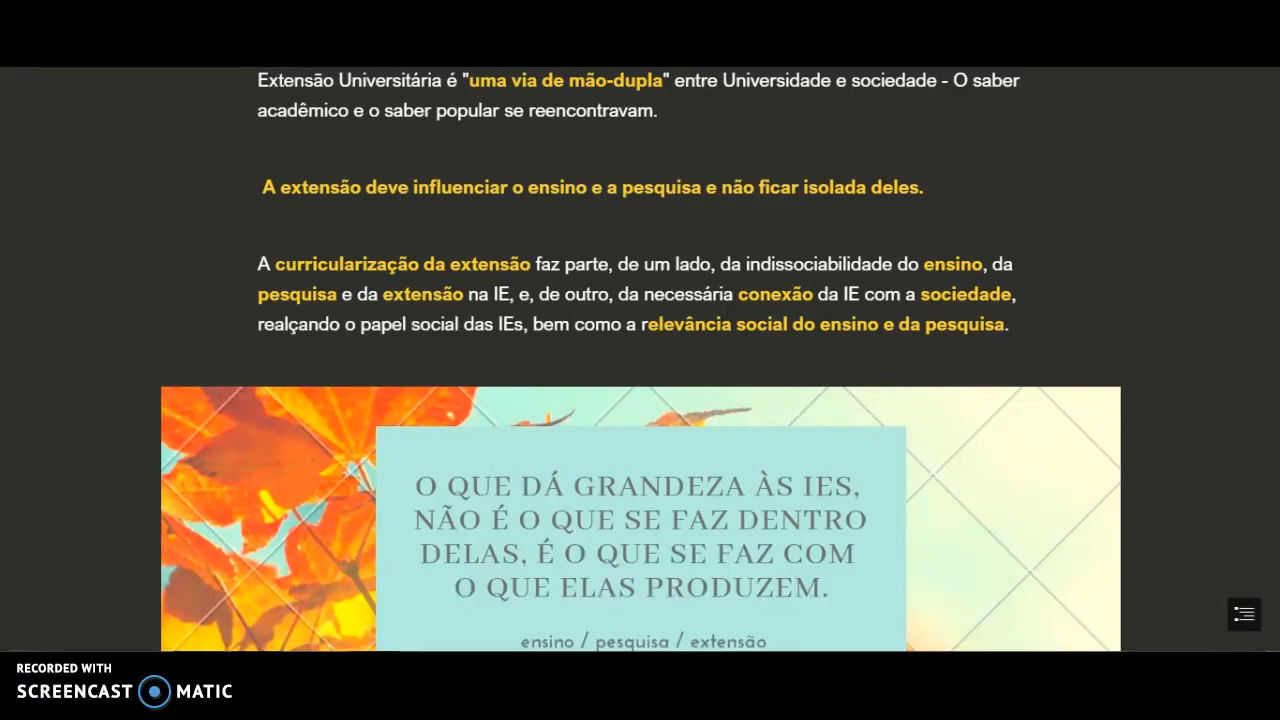 Extensão Universitária é "uma via de mão-dupla" entre Universidade e sociedade - O saber
acadêmico e o saber popular se reencontravam.
A extensão deve influenciar o ensino e a pesquisa e não ficar isolada deles.
A curricularização da extensão faz parte, de um lado, da indissociabilidade do ensino, da
pesquisa e da extensão na IE, e, de outro, da necessária conexão da IE com a sociedade,
realçando o papel social das IEs, bem como a relevância social do ensino e da pesquisa.
O QUE DÁ GRANDEZA ÀS IES,
NÃO É O QUE SE FAZ DENTRO
DELAS, É O QUE SE FAZ COM
O QUE ELAS PRODUZEM.
ensino / pesquisa / extensão
RECORDED WITH
SCREENCAST MATIC